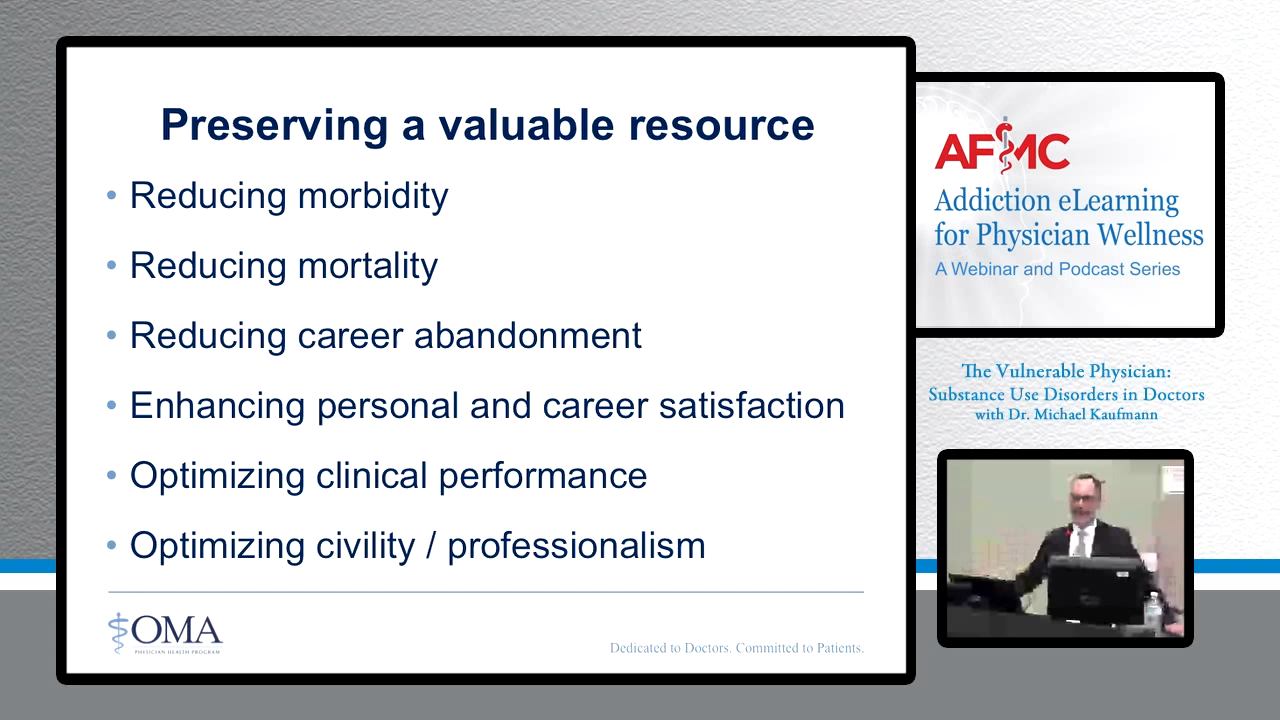 Preserving a valuable resource
• Reducing morbidity
• Reducing mortality
• Reducing career abandonment
• Enhancing personal and career satisfaction
• Optimizing clinical performance
• Optimizing civility / professionalism
OMA
PHYSICIAN HEALTH PROGRAM
Dedicated to Doctors. Committed to Patients.
AFMC
Addiction eLearning
for Physician Wellness
A Webinar and Podcast Series
The Vulnerable Physician:
Substance Use Disorders in Doctors
with Dr. Michael Kaufmann